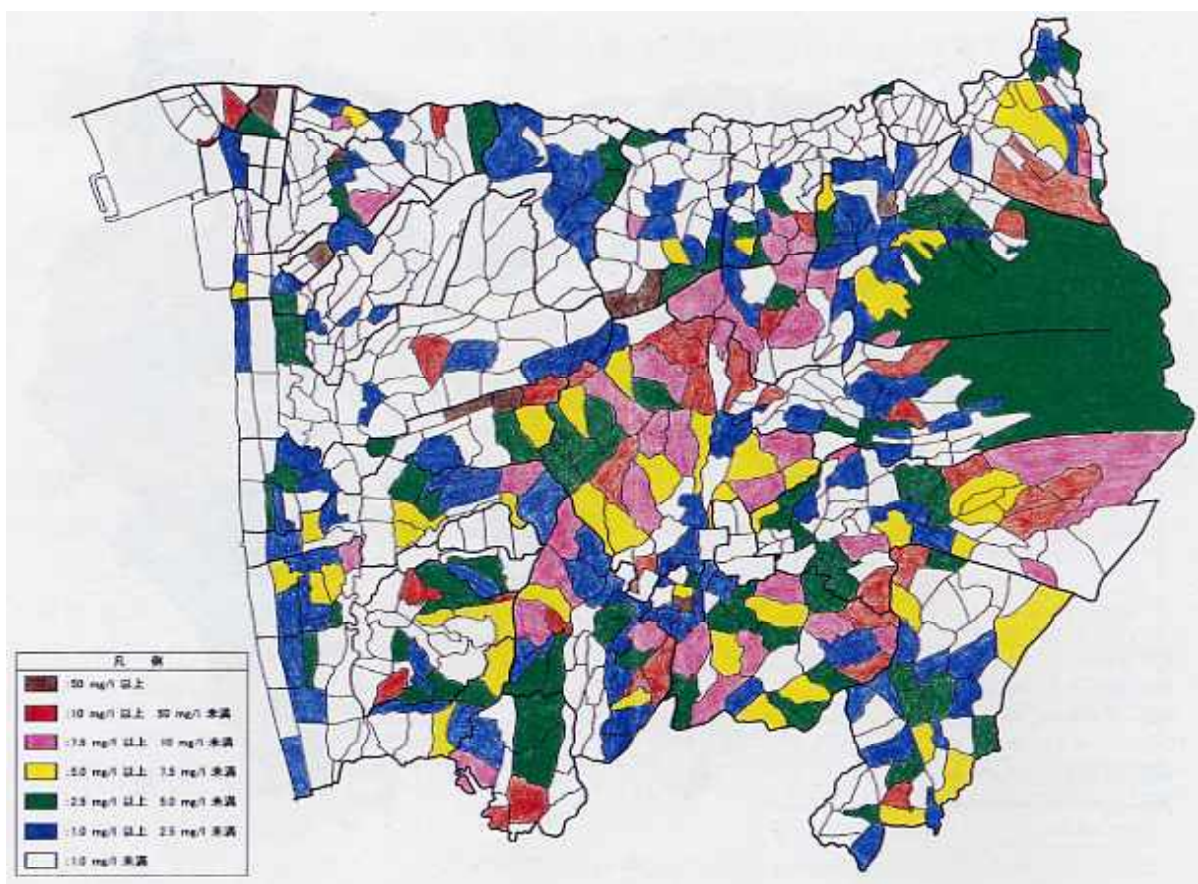 凡 例
:50 mg/l 以上
:10 mg/l 以上 50 mg/l 未満
:7.5 mg/l 以上 10 mg/l 未満
:5.0 mg/l 以上 7.5 mg/l 未満
:2.5 mg/l 以上 5.0 mg/l 未満
:1.0 mg/l 以上 2.5 mg/l 未満
:1.0 mg/l 未満